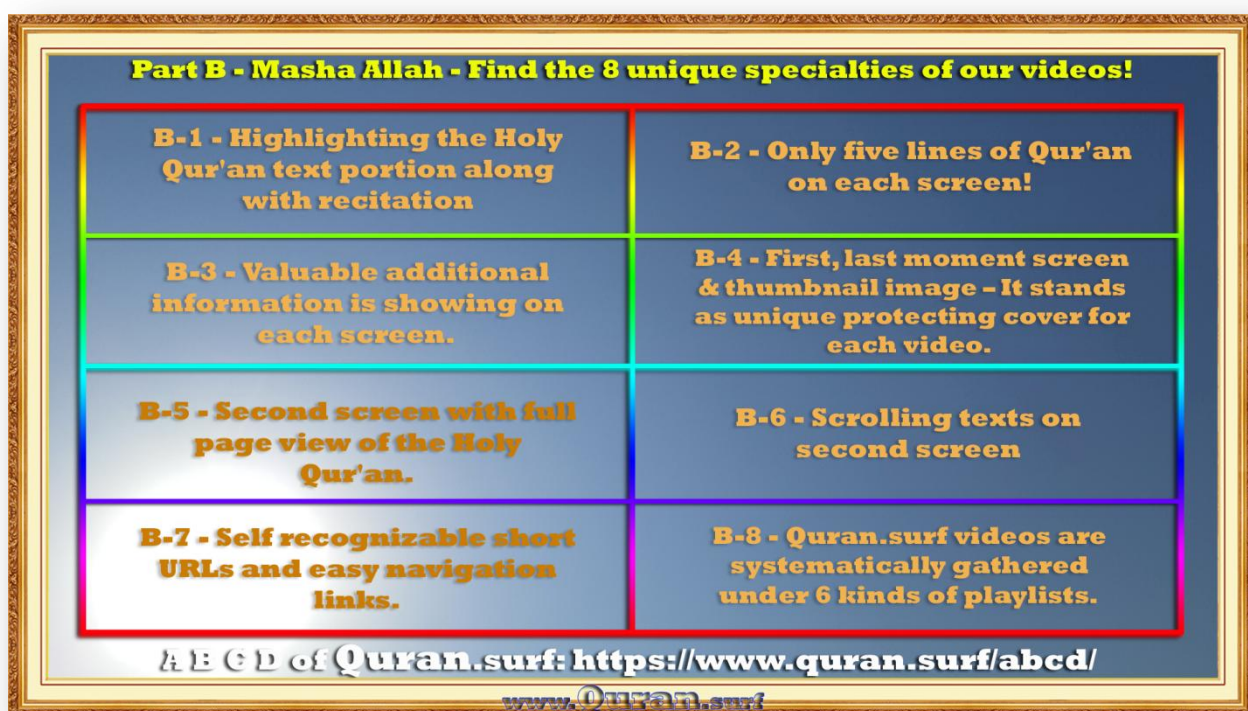 Part B - Masha Allah - Find the 8 unique specialties of our videos!
B-1 - Highlighting the Holy
Qur'an text portion along
with recitation
B-2 - Only five lines of Qur'an
on each screen!
B-3 - Valuable additional
information is showing on
each screen.
B-4 - First, last moment screen
& thumbnail image – It stands
as unique protecting cover for
each video.
B-5 - Second screen with full
page view of the Holy
Qur'an.
B-6 - Scrolling texts on
second screen
B-7 - Self recognizable short
URLs and easy navigation
links.
B-8 - Quran.surf videos are
systematically gathered
under 6 kinds of playlists.
A B C D of Quran.surf: https://www.quran.surf/abcd/
www.Quran.surf